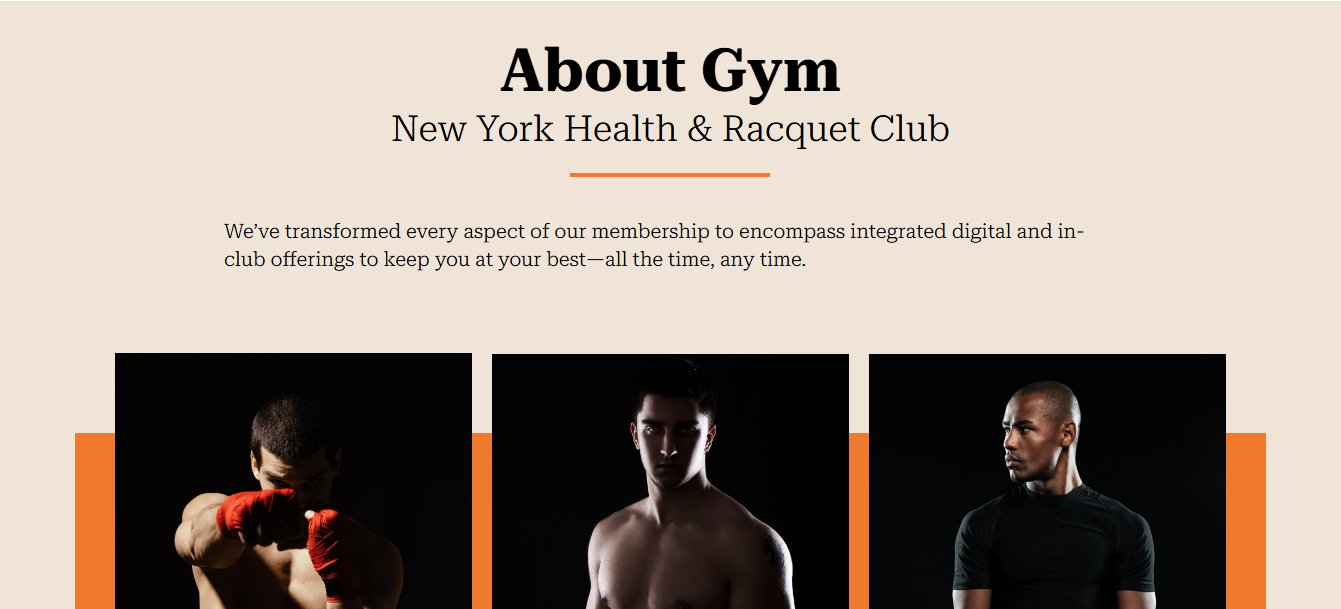 About Gym
New York Health & Racquet Club
We’ve transformed every aspect of our membership to encompass integrated digital and in-
club offerings to keep you at your best—all the time, any time.